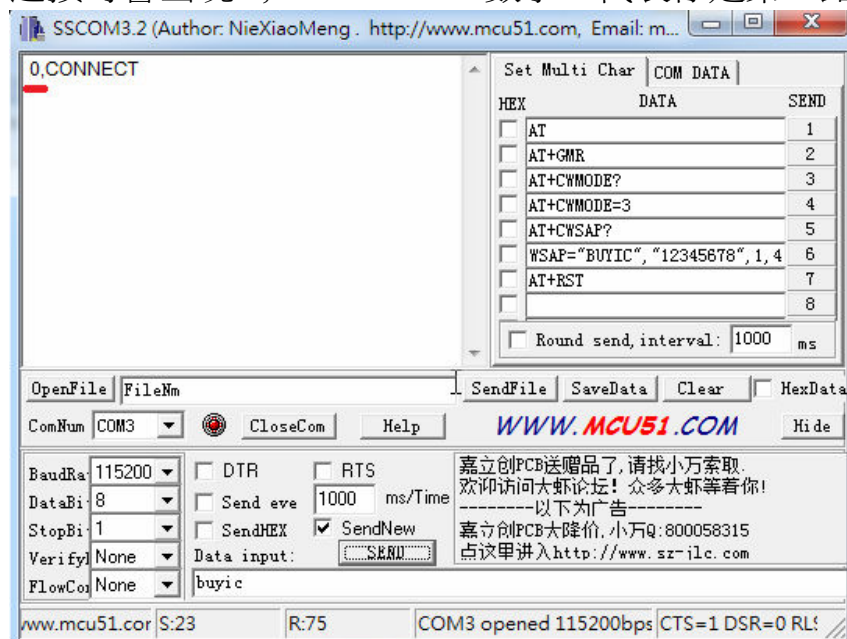 SSCOM3.2 (Author: NieXiaoMeng . http://www.mcu51.com, Email: m...
0,CONNECT
Set Multi Char
COM DATA
HEX DATA SEND
AT 1
AT+GMR 2
AT+CWMODE? 3
AT+CWMODE=3 4
AT+CWSAP? 5
WSAP="BUYIC", "12345678", 1, 4 6
AT+RST 7
8
Round send, interval: 1000 ms
OpenFile FileNm SendFile SaveData Clear HexData
ComNum COM3 CloseCom Help WWW.MCU51.COM Hide
BaudRa 115200 DTR RTS
DataBi 8 Send eve 1000 ms/Time
StopBi 1 SendHEX SendNew
Verifyl None Data input: SEND
FlowCo None buyic
嘉立创PCB送赠品了,请找小万索取.
欢迎访问大虾论坛! 众多大虾等着你!
--------以下为广告--------
嘉立创PCB大降价,小万Q:800058315
点这里进入http://www.sz-jlc.com
www.mcu51.cor S:23 R:75 COM3 opened 115200bps CTS=1 DSR=0 RLS